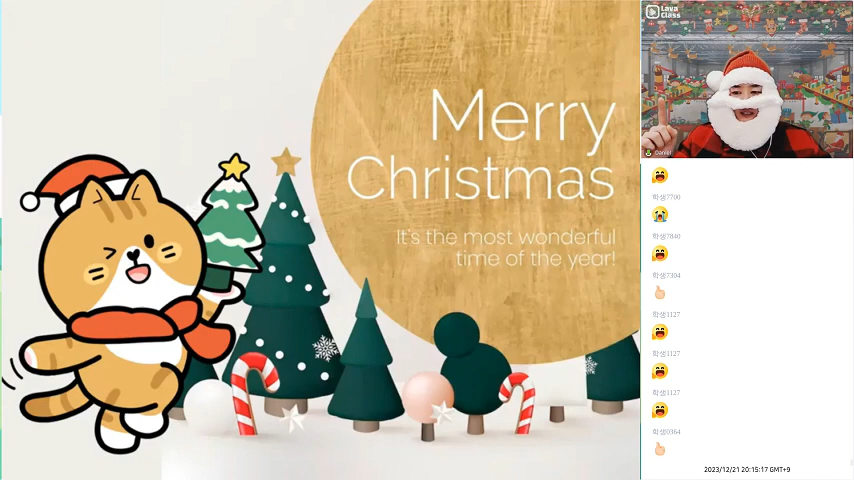 Merry
Christmas
It's the most wonderful
time of the year!
Lava
Class
Daniel
학생7700
학생7840
학생7304
학생1127
학생1127
학생1127
학생0364
2023/12/21 20:15:17 GMT+9